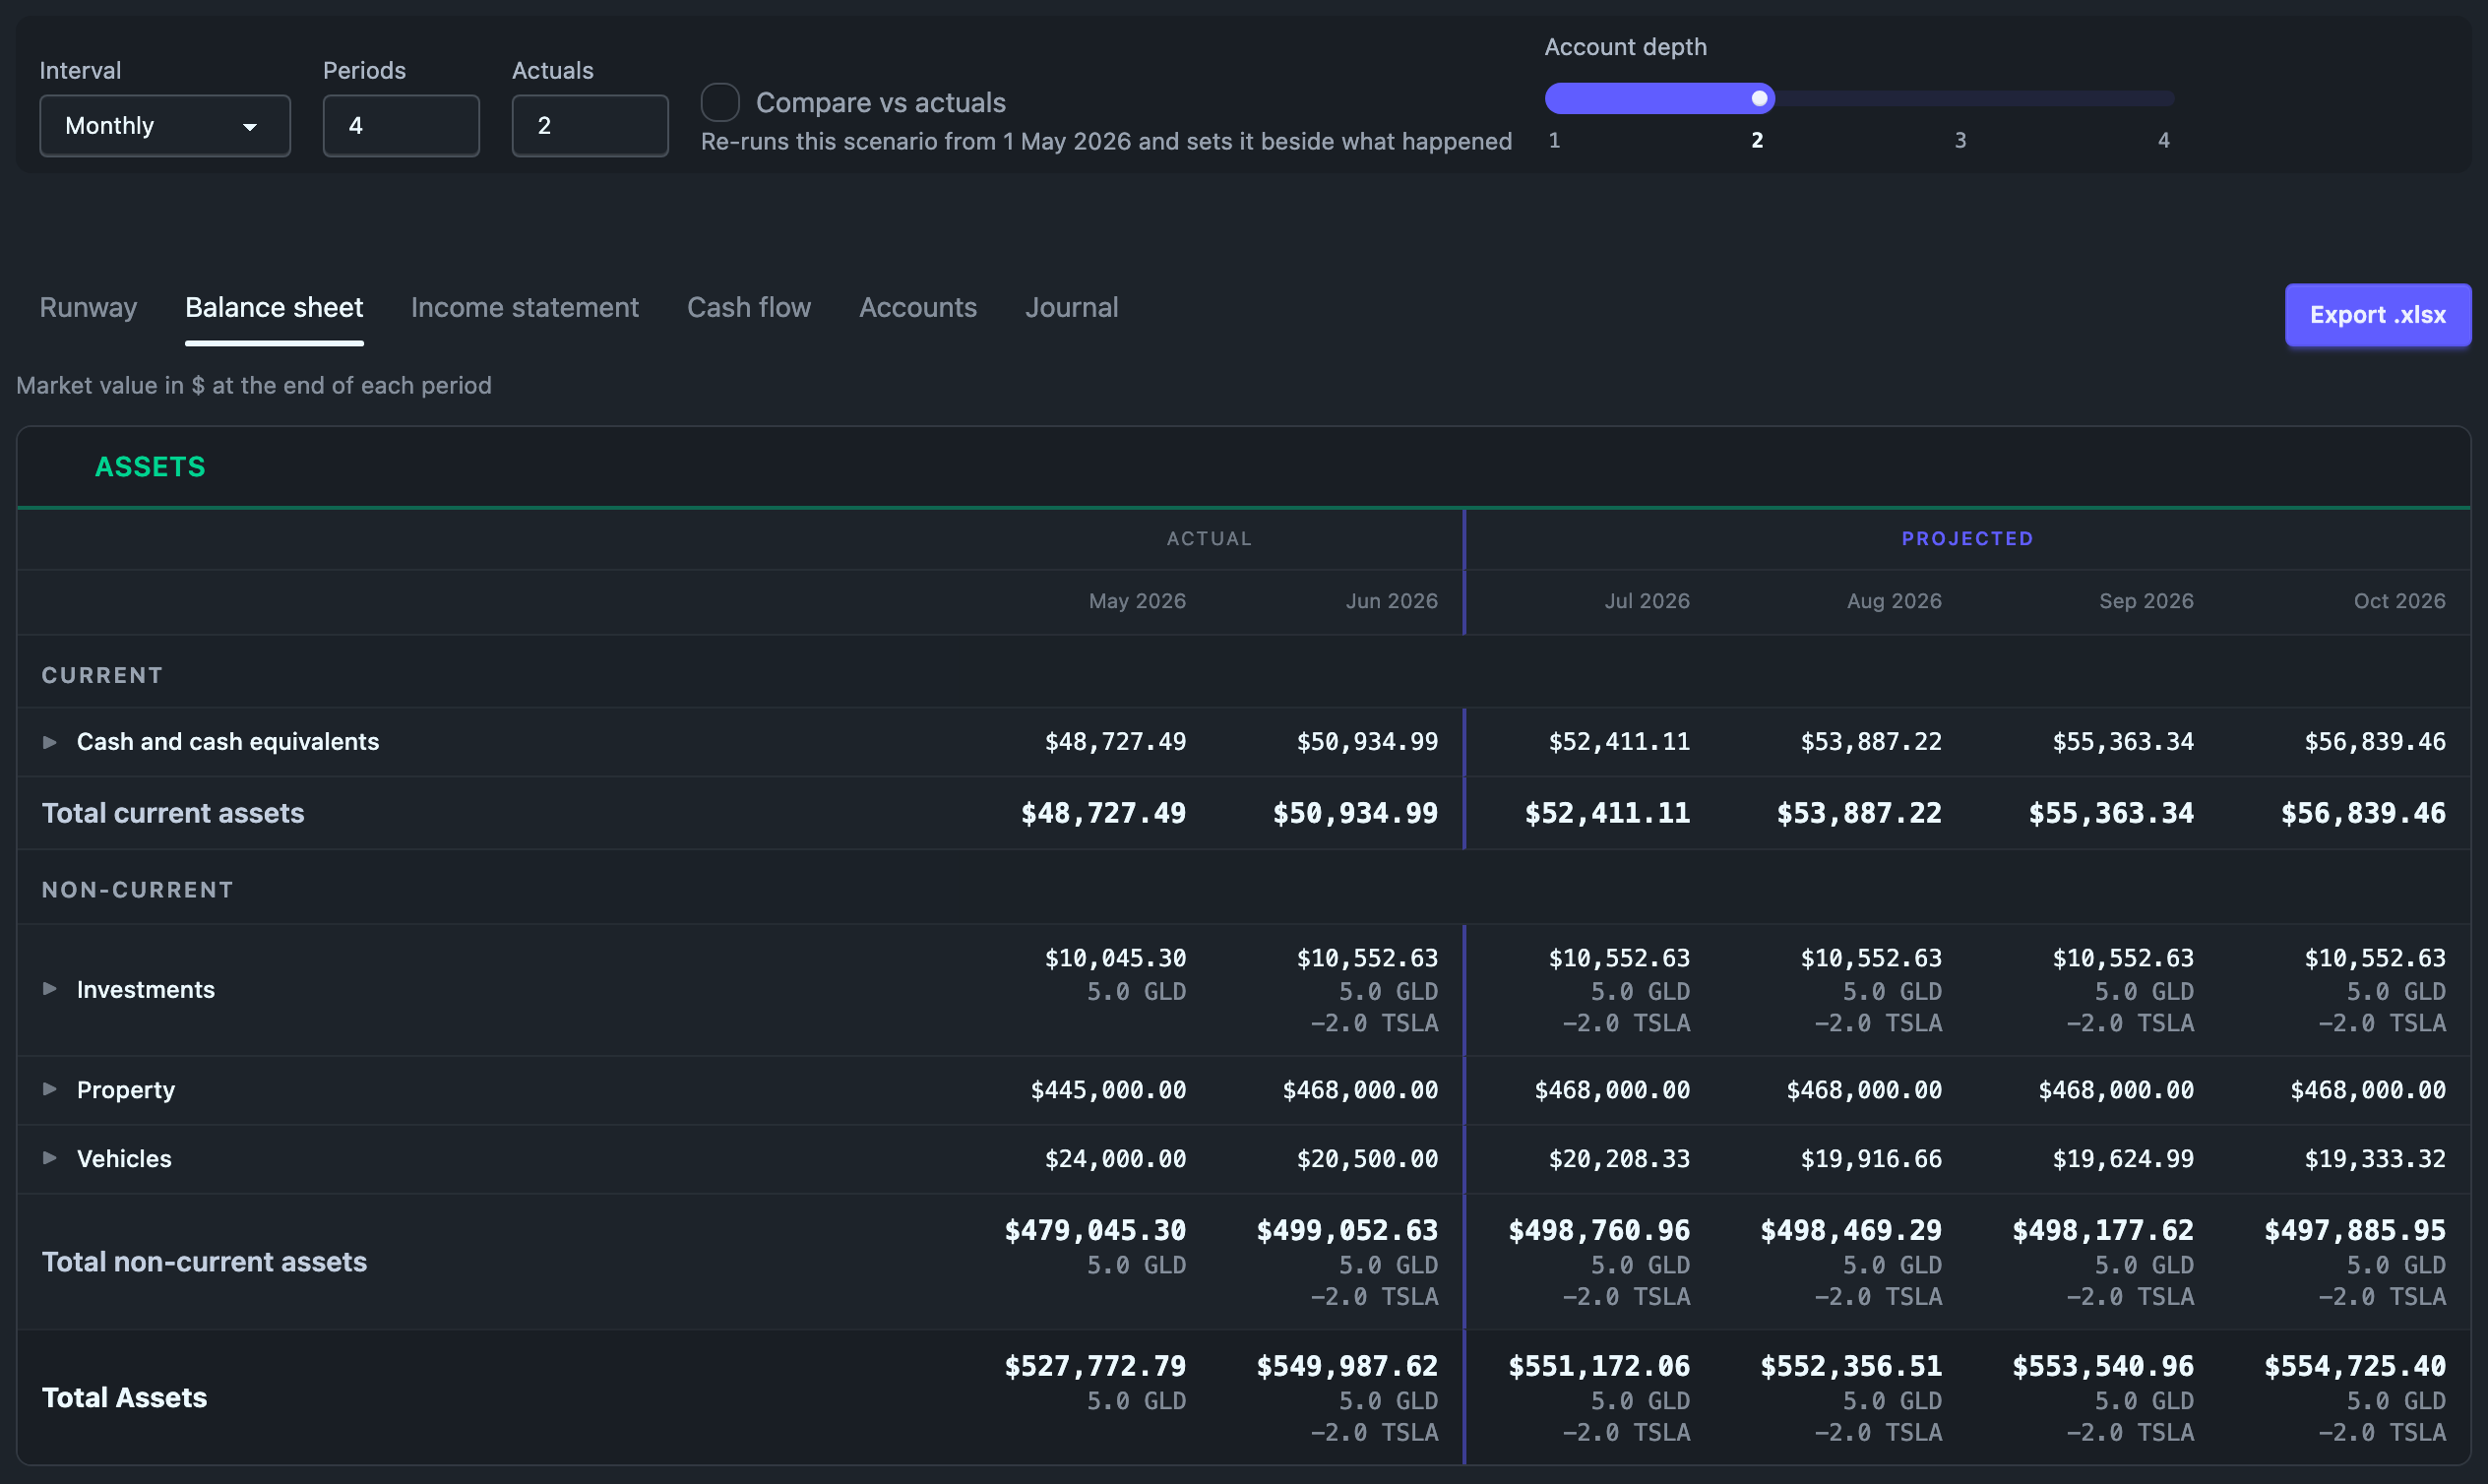 Interval
Periods
Actuals
Account depth
Monthly
4
2
Compare vs actuals
Re-runs this scenario from 1 May 2026 and sets it beside what happened
1 2 3 4
Runway Balance sheet Income statement Cash flow Accounts Journal
Export .xlsx
Market value in $ at the end of each period
ASSETS
ACTUAL PROJECTED
May 2026 Jun 2026 Jul 2026 Aug 2026 Sep 2026 Oct 2026
CURRENT
Cash and cash equivalents $48,727.49 $50,934.99 $52,411.11 $53,887.22 $55,363.34 $56,839.46
Total current assets $48,727.49 $50,934.99 $52,411.11 $53,887.22 $55,363.34 $56,839.46
NON-CURRENT
Investments
$10,045.30 $10,552.63 $10,552.63 $10,552.63 $10,552.63 $10,552.63
5.0 GLD 5.0 GLD 5.0 GLD 5.0 GLD 5.0 GLD 5.0 GLD
−2.0 TSLA −2.0 TSLA −2.0 TSLA −2.0 TSLA −2.0 TSLA
Property $445,000.00 $468,000.00 $468,000.00 $468,000.00 $468,000.00 $468,000.00
Vehicles $24,000.00 $20,500.00 $20,208.33 $19,916.66 $19,624.99 $19,333.32
Total non-current assets
$479,045.30 $499,052.63 $498,760.96 $498,469.29 $498,177.62 $497,885.95
5.0 GLD 5.0 GLD 5.0 GLD 5.0 GLD 5.0 GLD 5.0 GLD
−2.0 TSLA −2.0 TSLA −2.0 TSLA −2.0 TSLA −2.0 TSLA
Total Assets
$527,772.79 $549,987.62 $551,172.06 $552,356.51 $553,540.96 $554,725.40
5.0 GLD 5.0 GLD 5.0 GLD 5.0 GLD 5.0 GLD 5.0 GLD
−2.0 TSLA −2.0 TSLA −2.0 TSLA −2.0 TSLA −2.0 TSLA